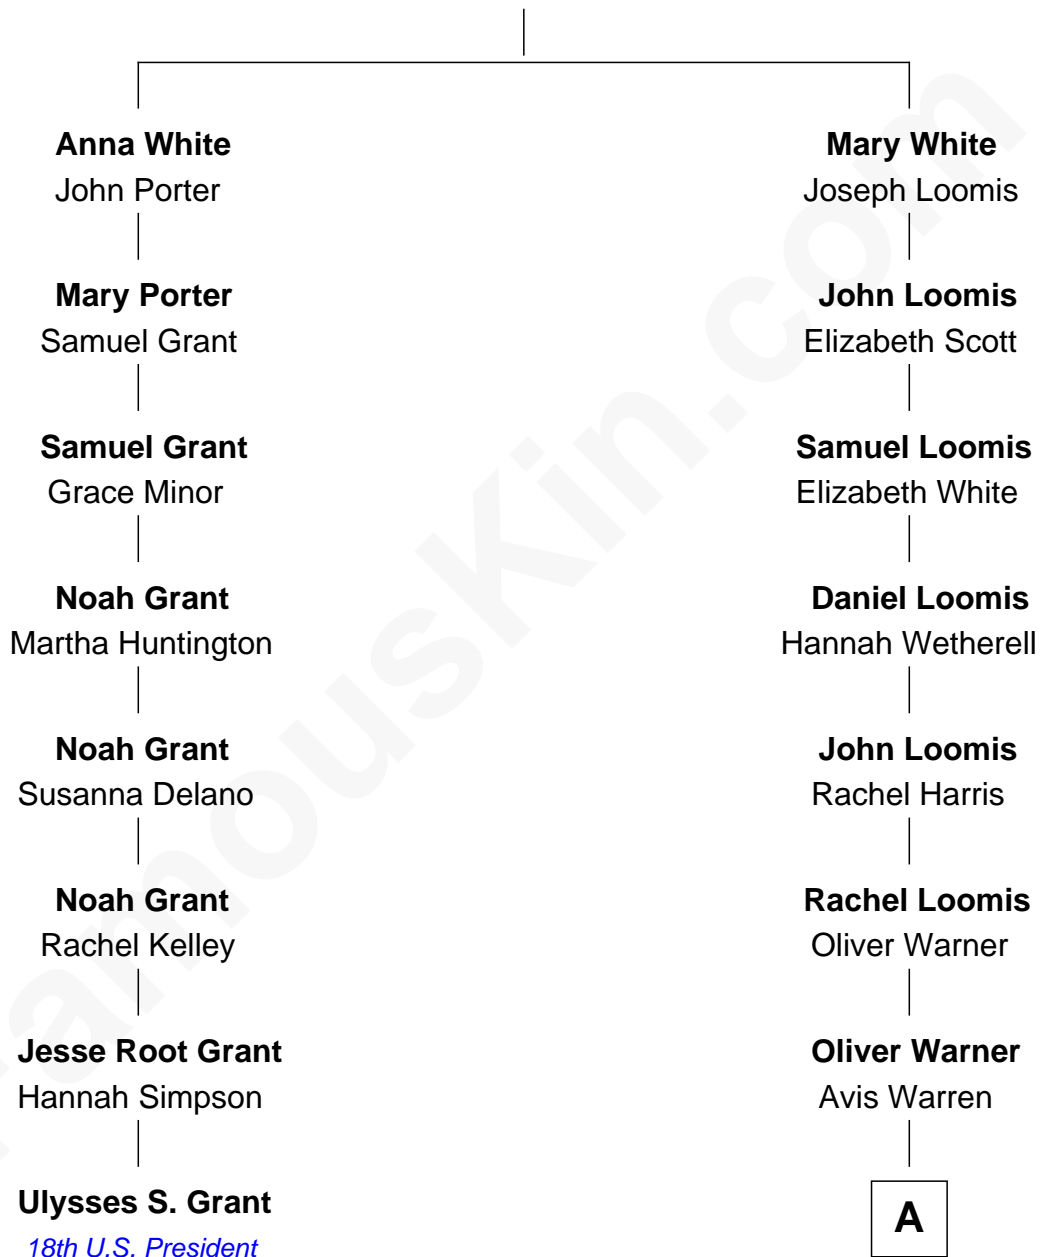 Anna White
John Porter
Mary Porter
Samuel Grant
Samuel Grant
Grace Minor
Noah Grant
Martha Huntington
Noah Grant
Susanna Delano
Noah Grant
Rachel Kelley
Jesse Root Grant
Hannah Simpson
Ulysses S. Grant
18th U.S. President
Mary White
Joseph Loomis
John Loomis
Elizabeth Scott
Samuel Loomis
Elizabeth White
Daniel Loomis
Hannah Wetherell
John Loomis
Rachel Harris
Rachel Loomis
Oliver Warner
Oliver Warner
Avis Warren
A
FamousKin.com